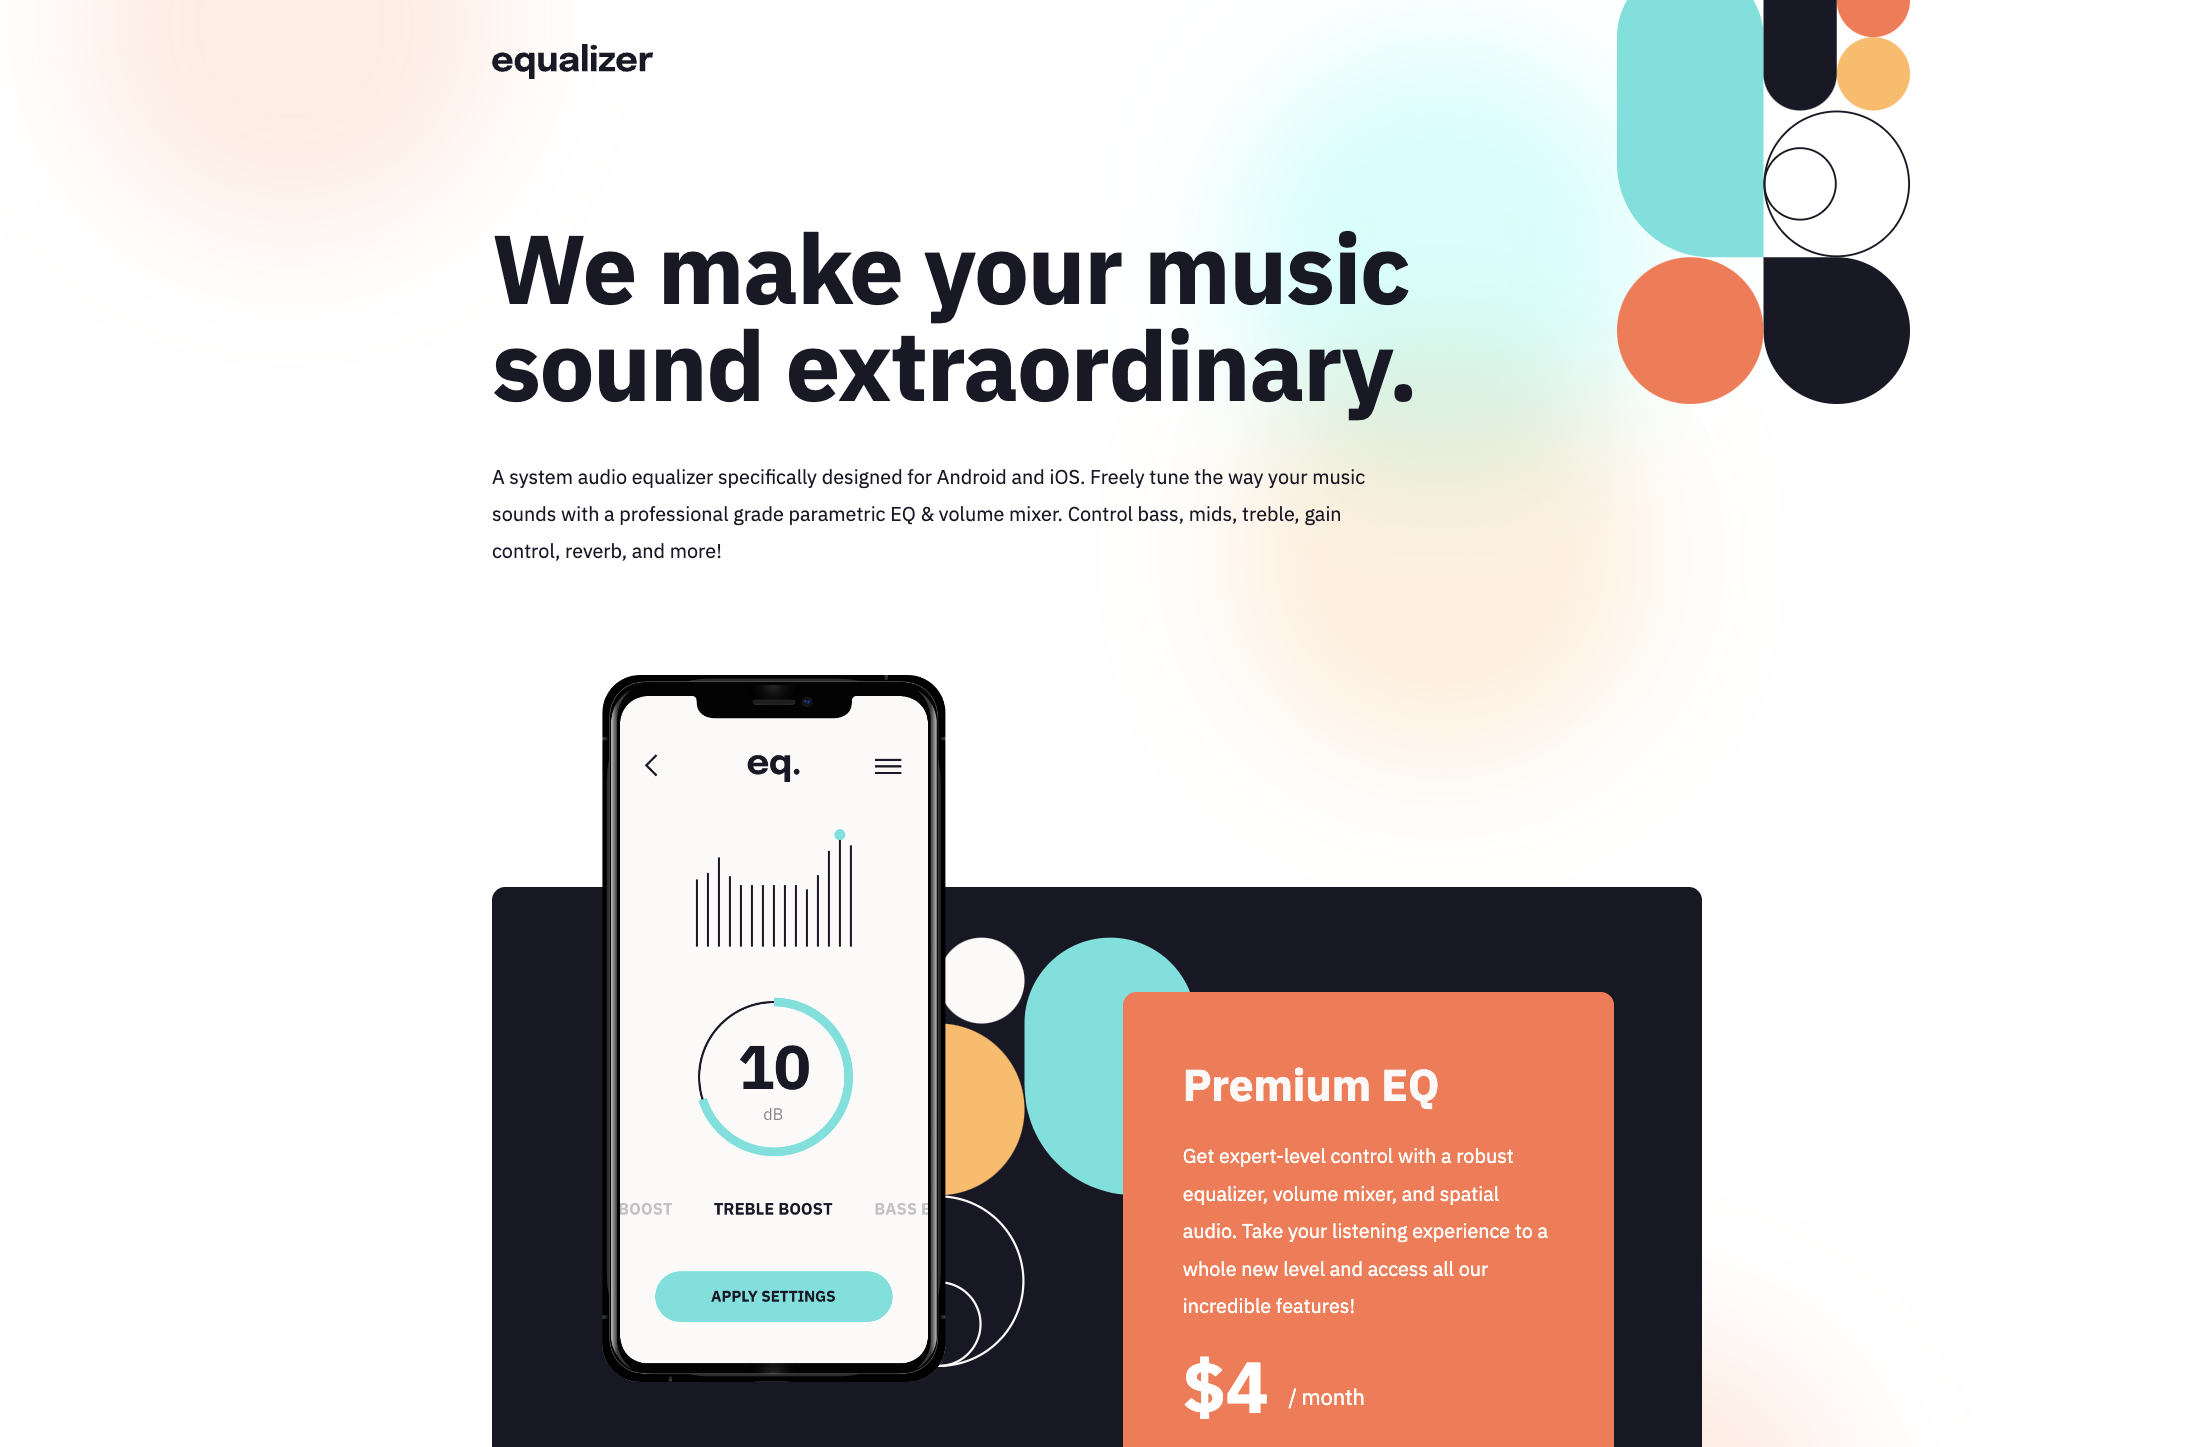 equalizer
We make your music
sound extraordinary.
A system audio equalizer specifically designed for Android and iOS. Freely tune the way your music
sounds with a professional grade parametric EQ & volume mixer. Control bass, mids, treble, gain
control, reverb, and more!
eq.
10
dB
BOOST TREBLE BOOST BASS
APPLY SETTINGS
Premium EQ
Get expert-level control with a robust
equalizer, volume mixer, and spatial
audio. Take your listening experience to a
whole new level and access all our
incredible features!
$4 / month